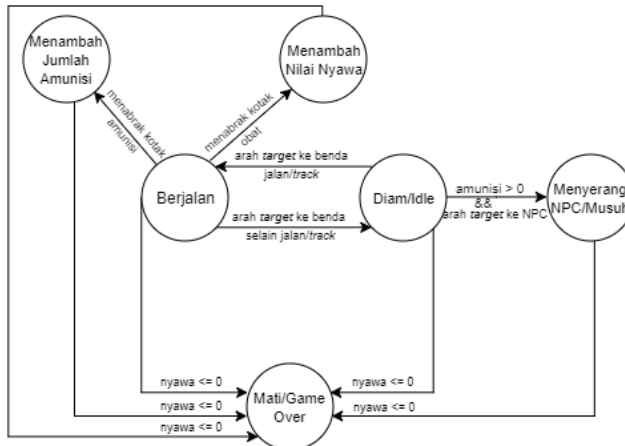 Menambah
Jumlah
Amunisi
Menambah
Nilai Nyawa
menabrak kotak
amunisi
menabrak kotak
obat
arah target ke benda
jalan/track
Berjalan
Diam/Idle
amunisi > 0
&&
arah target ke NPC
Menyerang
NPC/Musuh
arah target ke benda
selain jalan/track
nyawa <= 0
nyawa <= 0
Mati/Game
Over
nyawa <= 0
nyawa <= 0
nyawa <= 0